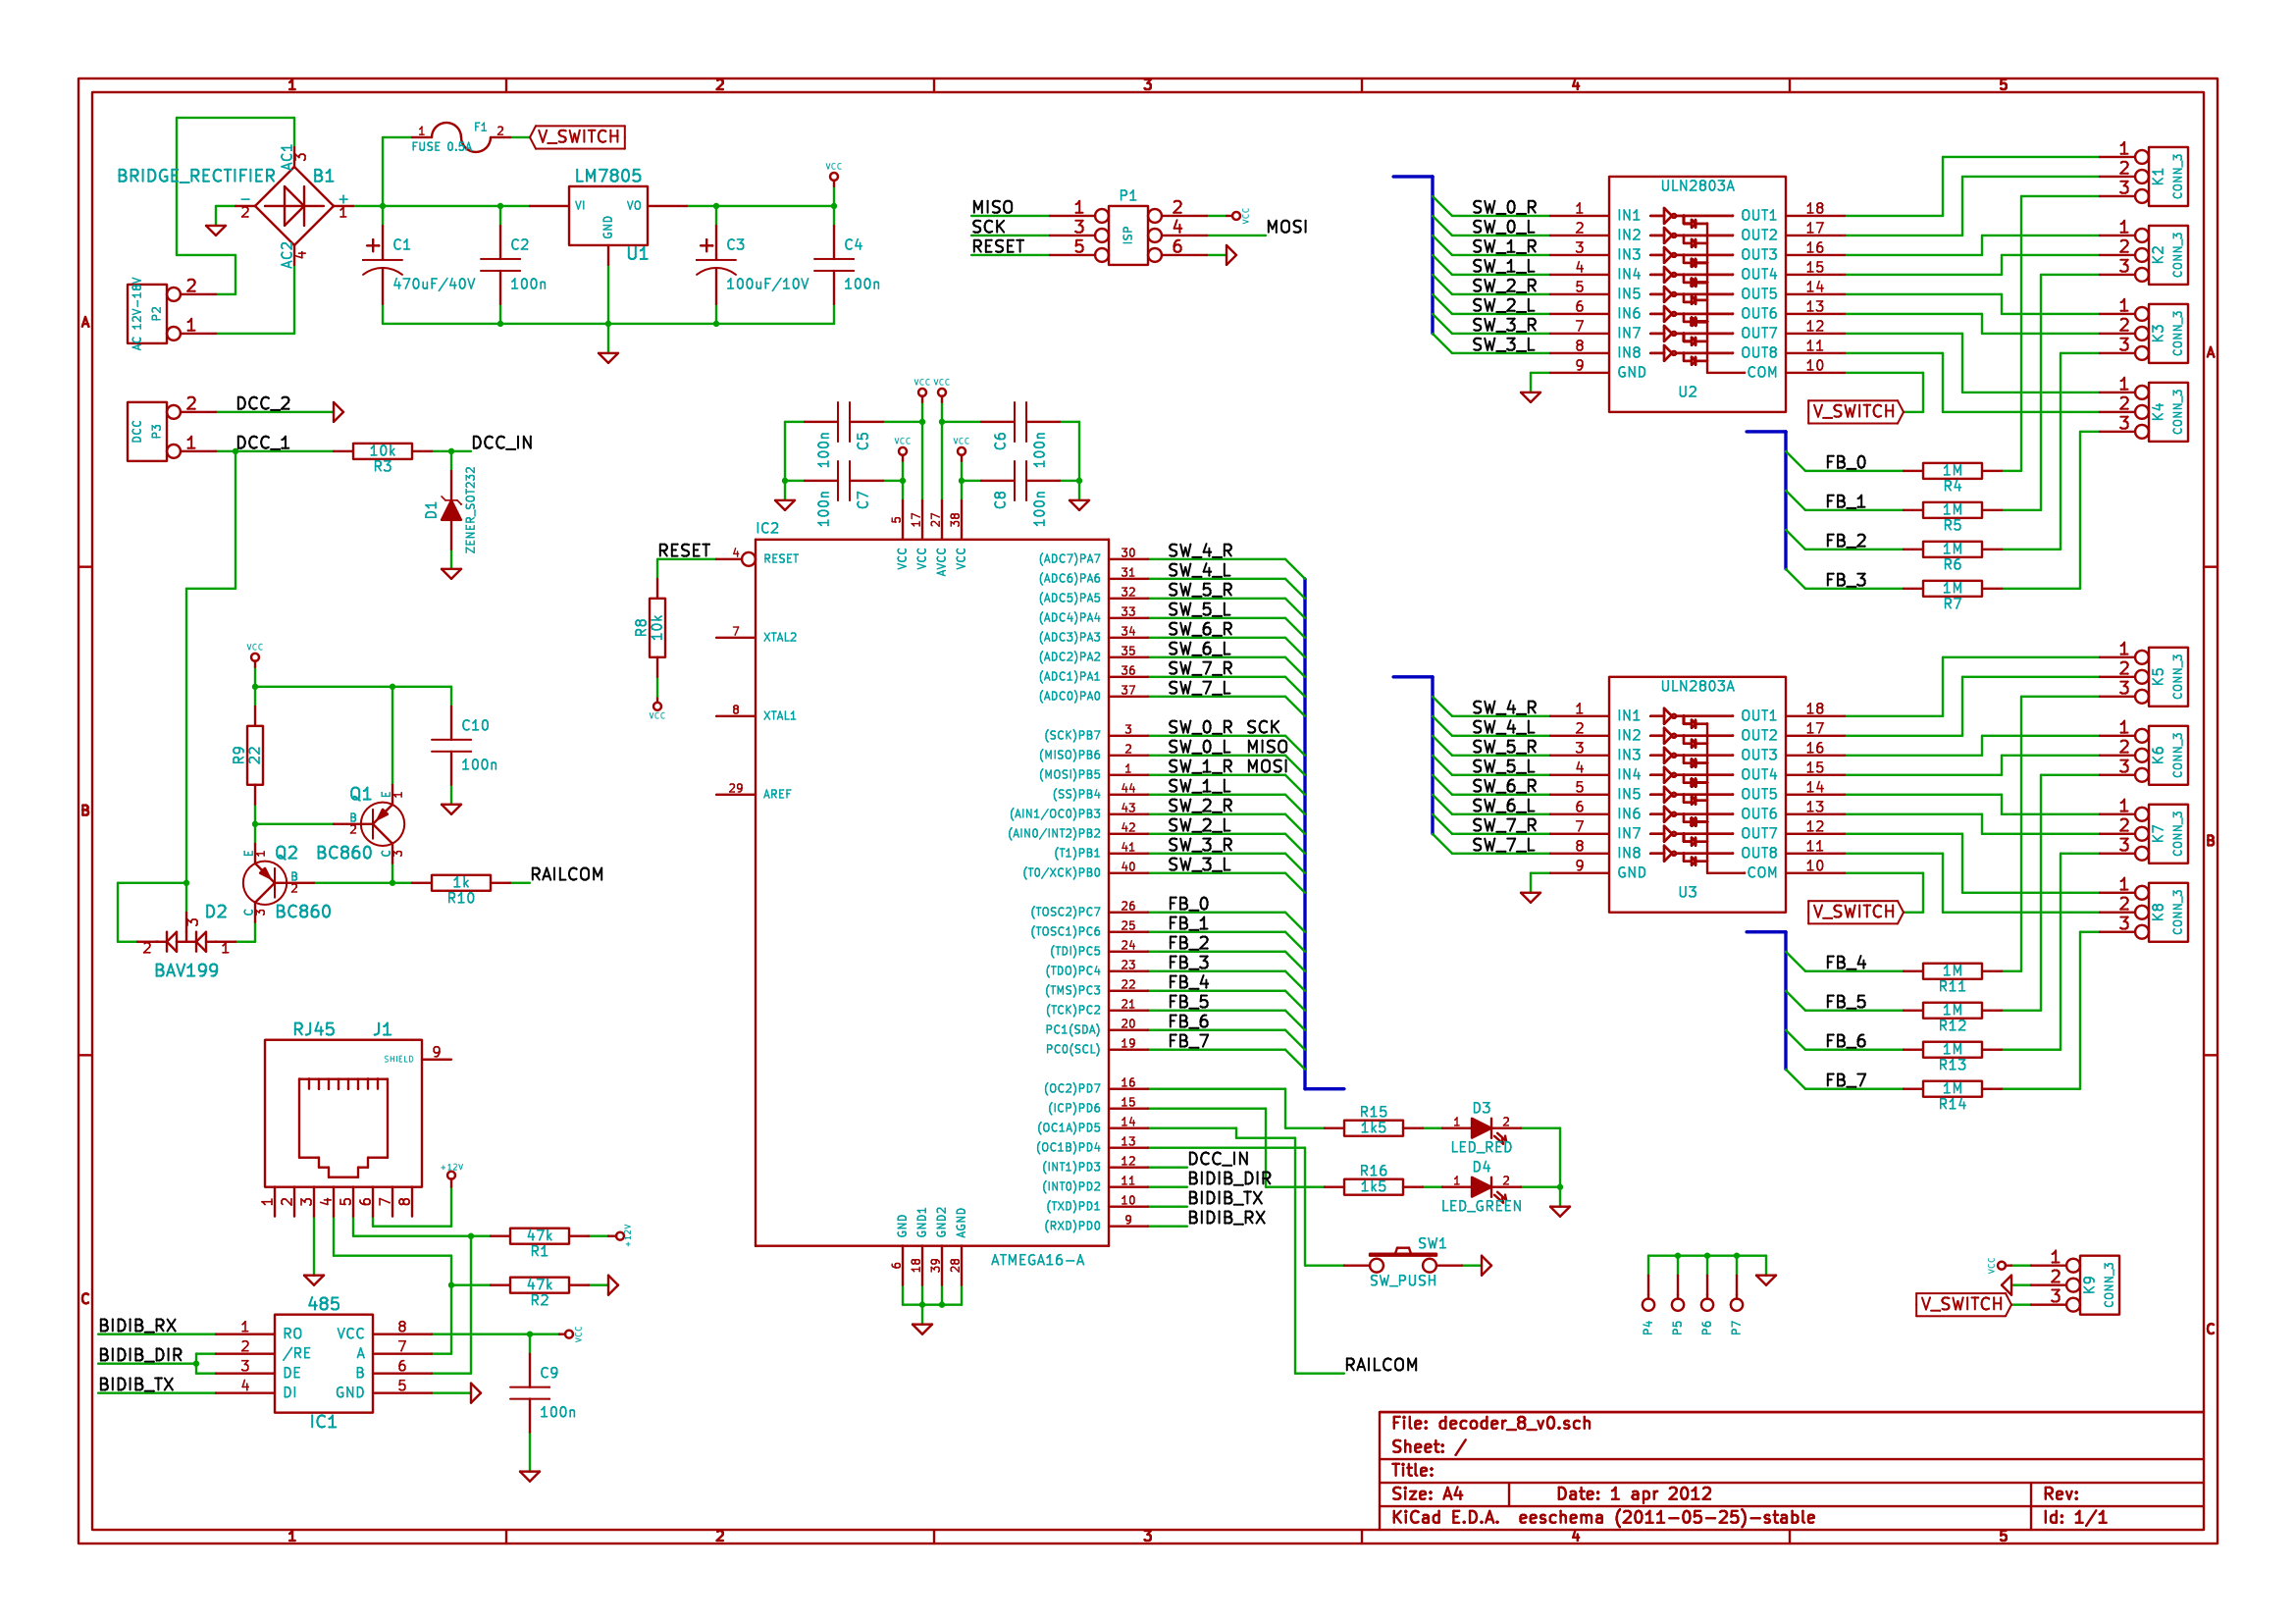 1 2 3 4 5
A
B
C
BRIDGE_RECTIFIER B1
AC1 3
- 2
+ 1
AC2 4
1 F1 2
FUSE 0.5A
V_SWITCH
LM7805
VI VO
GND
U1
VCC
C1
470uF/40V
C2
100n
C3
100uF/10V
C4
100n
AC 12V-18V
P2
2
1
DCC
P3
2 DCC_2
1 DCC_1
10k
R3
DCC_IN
D1
ZENER_SOT232
VCC
R9
22
C10
100n
Q1
E 1
B 2
C 3
BC860
Q2
E 1
B 2
C 3
BC860
1k
R10
RAILCOM
D2
2 3 1
BAV199
RJ45 J1
SHIELD 9
1 2 3 4 5 6 7 8
+12V
47k
R1
+12V
47k
R2
485
BIDIB_RX 1 RO VCC 8
VCC
BIDIB_DIR 2 /RE A 7
3 DE B 6
BIDIB_TX 4 DI GND 5
IC1
C9
100n
P1
ISP
MISO 1 2 VCC
SCK 3 4 MOSI
RESET 5 6
VCC VCC
VCC VCC
100n C5
100n C7
C6 100n
C8 100n
IC2
5 17 27 38
VCC VCC AVCC VCC
RESET 4 RESET
R8
10k
VCC
7 XTAL2
8 XTAL1
29 AREF
(ADC7)PA7 30 SW_4_R
(ADC6)PA6 31 SW_4_L
(ADC5)PA5 32 SW_5_R
(ADC4)PA4 33 SW_5_L
(ADC3)PA3 34 SW_6_R
(ADC2)PA2 35 SW_6_L
(ADC1)PA1 36 SW_7_R
(ADC0)PA0 37 SW_7_L
(SCK)PB7 3 SW_0_R SCK
(MISO)PB6 2 SW_0_L MISO
(MOSI)PB5 1 SW_1_R MOSI
(SS)PB4 44 SW_1_L
(AIN1/OC0)PB3 43 SW_2_R
(AIN0/INT2)PB2 42 SW_2_L
(T1)PB1 41 SW_3_R
(T0/XCK)PB0 40 SW_3_L
(TOSC2)PC7 26 FB_0
(TOSC1)PC6 25 FB_1
(TDI)PC5 24 FB_2
(TDO)PC4 23 FB_3
(TMS)PC3 22 FB_4
(TCK)PC2 21 FB_5
PC1(SDA) 20 FB_6
PC0(SCL) 19 FB_7
(OC2)PD7 16
(ICP)PD6 15
(OC1A)PD5 14
(OC1B)PD4 13
(INT1)PD3 12 DCC_IN
(INT0)PD2 11 BIDIB_DIR
(TXD)PD1 10 BIDIB_TX
(RXD)PD0 9 BIDIB_RX
GND GND1 GND2 AGND
6 18 39 28
ATMEGA16-A
R15
1k5
D3
1 2
LED_RED
R16
1k5
D4
1 2
LED_GREEN
SW1
SW_PUSH
RAILCOM
ULN2803A
SW_0_R 1 IN1 OUT1 18
SW_0_L 2 IN2 OUT2 17
SW_1_R 3 IN3 OUT3 16
SW_1_L 4 IN4 OUT4 15
SW_2_R 5 IN5 OUT5 14
SW_2_L 6 IN6 OUT6 13
SW_3_R 7 IN7 OUT7 12
SW_3_L 8 IN8 OUT8 11
9 GND COM 10
U2
V_SWITCH
1 2 3 K1 CONN_3
1 2 3 K2 CONN_3
1 2 3 K3 CONN_3
1 2 3 K4 CONN_3
FB_0 1M
R4
FB_1 1M
R5
FB_2 1M
R6
FB_3 1M
R7
ULN2803A
SW_4_R 1 IN1 OUT1 18
SW_4_L 2 IN2 OUT2 17
SW_5_R 3 IN3 OUT3 16
SW_5_L 4 IN4 OUT4 15
SW_6_R 5 IN5 OUT5 14
SW_6_L 6 IN6 OUT6 13
SW_7_R 7 IN7 OUT7 12
SW_7_L 8 IN8 OUT8 11
9 GND COM 10
U3
V_SWITCH
1 2 3 K5 CONN_3
1 2 3 K6 CONN_3
1 2 3 K7 CONN_3
1 2 3 K8 CONN_3
FB_4 1M
R11
FB_5 1M
R12
FB_6 1M
R13
FB_7 1M
R14
P4 P5 P6 P7
VCC 1
2
V_SWITCH 3
K9 CONN_3
A
B
C
File: decoder_8_v0.sch
Sheet: /
Title:
Size: A4 Date: 1 apr 2012 Rev:
KiCad E.D.A. eeschema (2011-05-25)-stable Id: 1/1
1 2 3 4 5